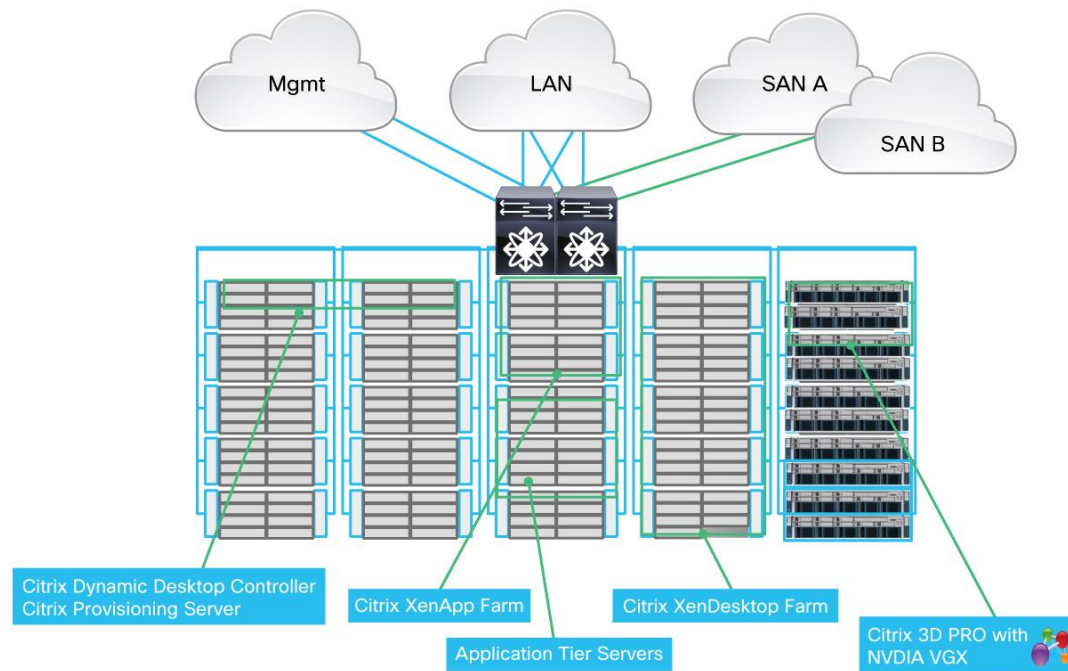 Mgmt
LAN
SAN A
SAN B
Citrix Dynamic Desktop Controller
Citrix Provisioning Server
Citrix XenApp Farm
Citrix XenDesktop Farm
Application Tier Servers
Citrix 3D PRO with
NVIDIA VGX